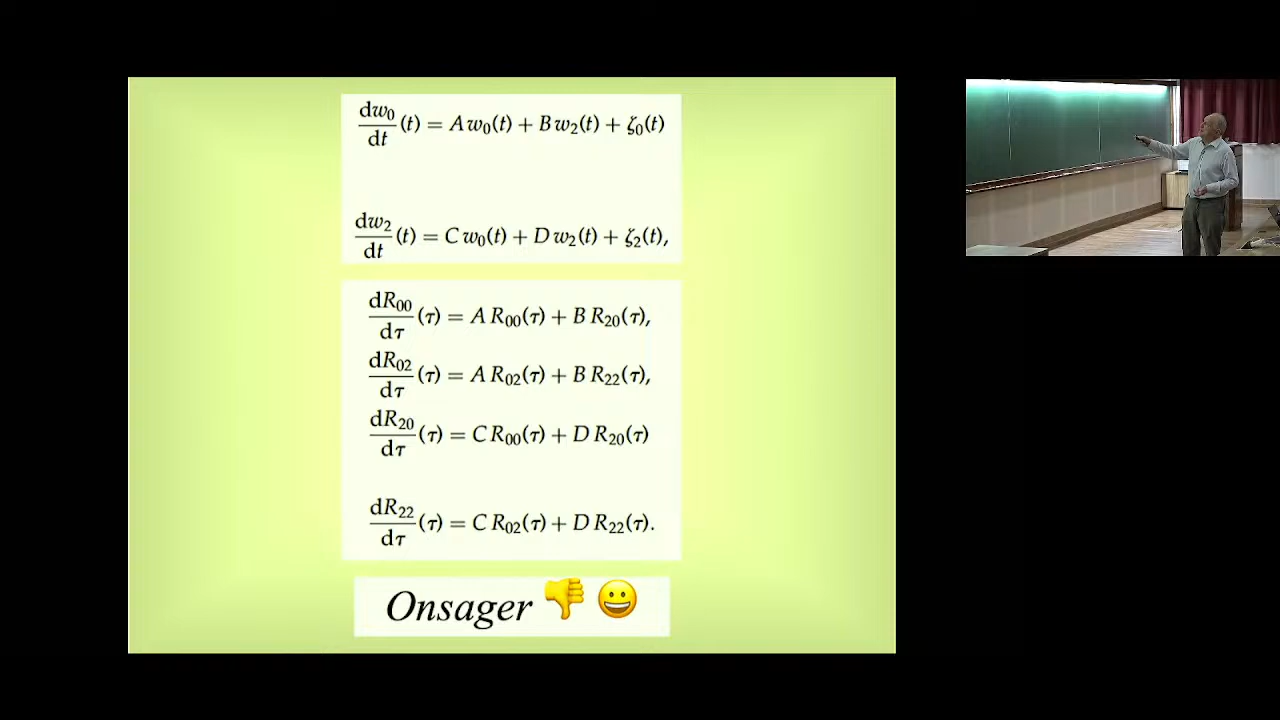 dw₀/dt (t) = A w₀(t) + B w₂(t) + ζ₀(t)
dw₂/dt (t) = C w₀(t) + D w₂(t) + ζ₂(t),
dR₀₀/dτ (τ) = A R₀₀(τ) + B R₂₀(τ),
dR₀₂/dτ (τ) = A R₀₂(τ) + B R₂₂(τ),
dR₂₀/dτ (τ) = C R₀₀(τ) + D R₂₀(τ)
dR₂₂/dτ (τ) = C R₀₂(τ) + D R₂₂(τ).
Onsager 👎 😀